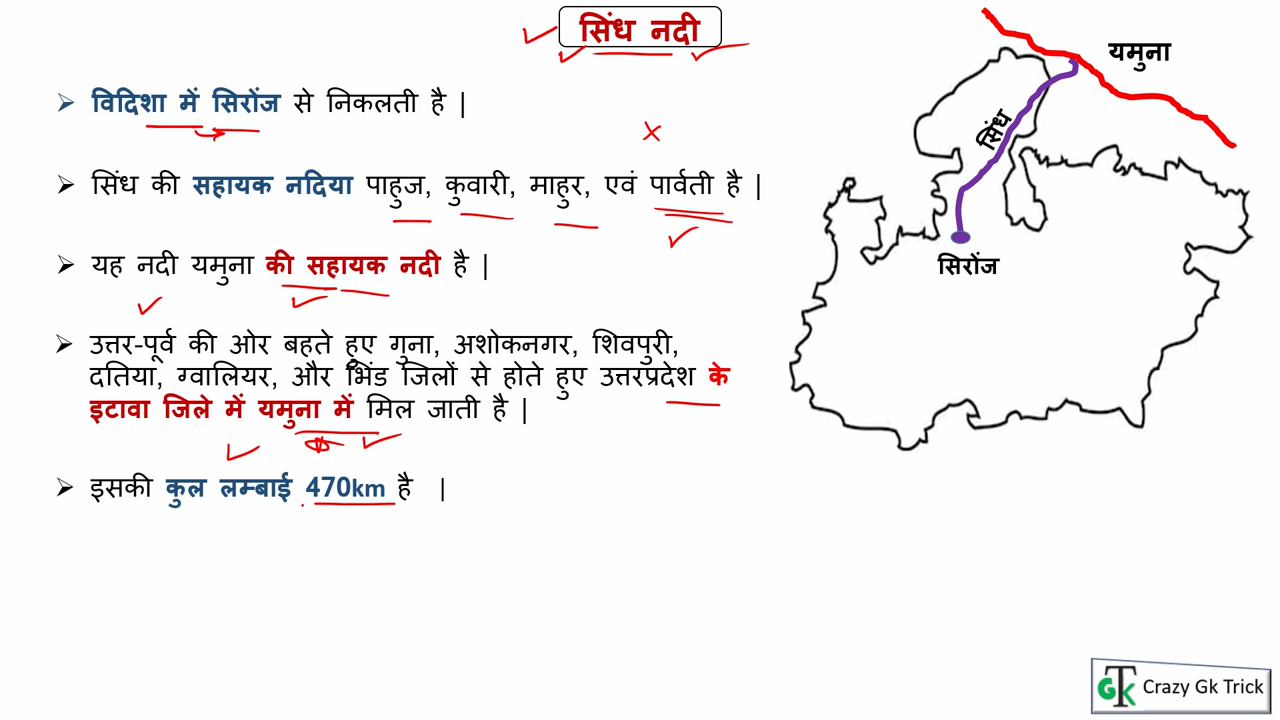 सिंध नदी
विदिशा में सिरोंज से निकलती है |
सिंध की सहायक नदिया पाहुज, कुवारी, माहुर, एवं पार्वती है |
यह नदी यमुना की सहायक नदी है |
उत्तर-पूर्व की ओर बहते हुए गुना, अशोकनगर, शिवपुरी,
दतिया, ग्वालियर, और भिंड जिलों से होते हुए उत्तरप्रदेश के
इटावा जिले में यमुना में मिल जाती है |
इसकी कुल लम्बाई 470km है |
यमुना
सिंध
सिरोंज
GTK Crazy Gk Trick